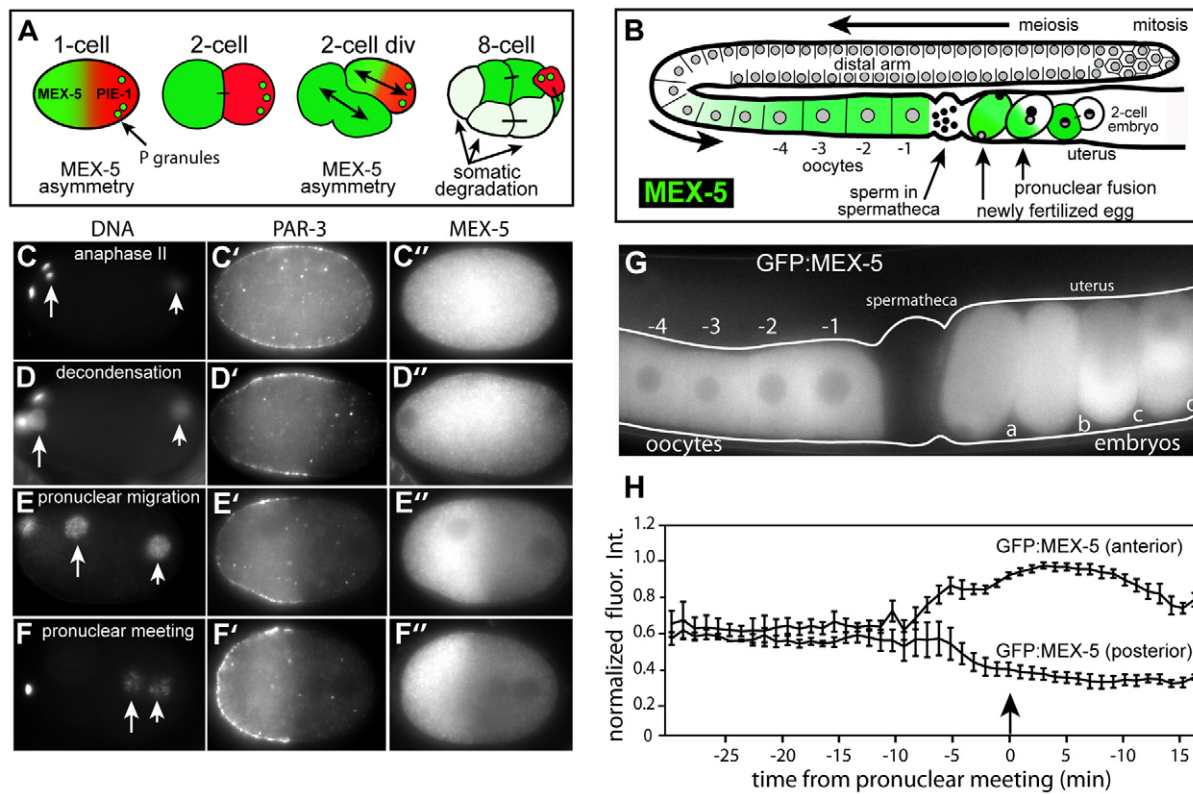 A
1-cell
2-cell
2-cell div
8-cell
MEX-5
PIE-1
P granules
MEX-5
asymmetry
MEX-5
asymmetry
somatic
degradation
B
meiosis
mitosis
distal arm
-4
-3
-2
-1
oocytes
2-cell
embryo
uterus
MEX-5
sperm in
spermatheca
pronuclear fusion
newly fertilized egg
DNA
PAR-3
MEX-5
C
anaphase II
C'
C''
D
decondensation
D'
D''
E
pronuclear migration
E'
E''
F
pronuclear meeting
F'
F''
G
GFP:MEX-5
spermatheca
uterus
-4
-3
-2
-1
a
b
c
oocytes
embryos
H
normalized fluor. Int.
1.2
1.0
0.8
0.6
0.4
0.2
0
GFP:MEX-5 (anterior)
GFP:MEX-5 (posterior)
-25
-20
-15
-10
-5
0
5
-10
15
time from pronuclear meeting (min)